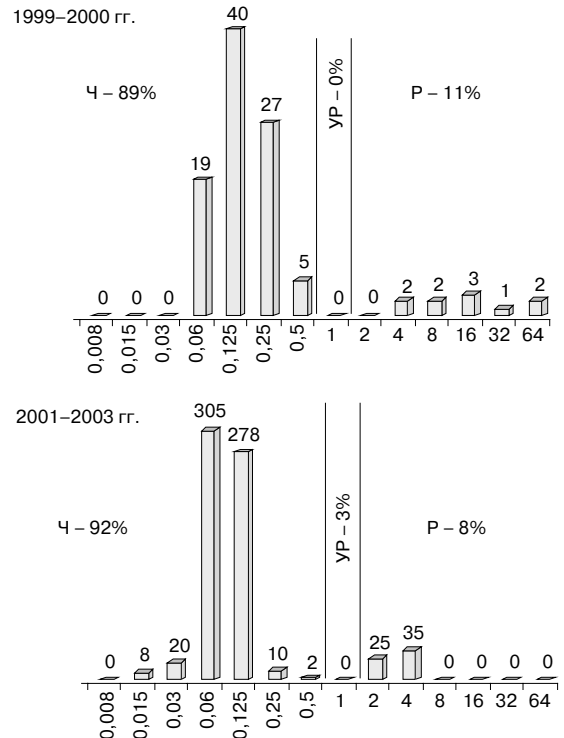 1999–2000 гг.
40
Ч – 89%
УР – 0%
Р – 11%
27
19
5
0 0 0 0 0 2 2 3 1 2
0,008 0,015 0,03 0,06 0,125 0,25 0,5 1 2 4 8 16 32 64
2001–2003 гг.
305
278
Ч – 92%
УР – 3%
Р – 8%
0 8 20 10 2 0 25 35 0 0 0 0
0,008 0,015 0,03 0,06 0,125 0,25 0,5 1 2 4 8 16 32 64